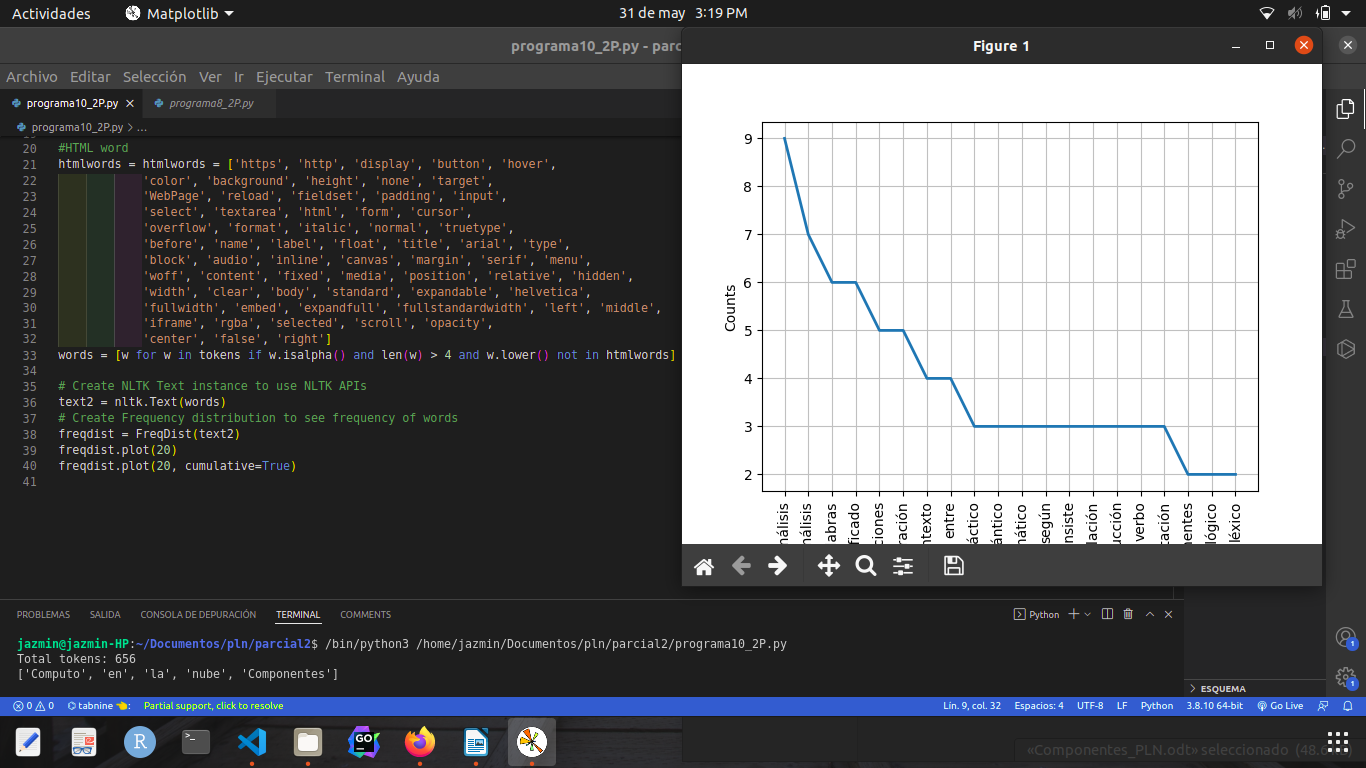 Actividades
Matplotlib
31 de may 3:19 PM
programa10_2P.py - parc
Figure 1
Archivo Editar Selección Ver Ir Ejecutar Terminal Ayuda
programa10_2P.py
programa8_2P.py
programa10_2P.py > ...
20 #HTML word
21 htmlwords = htmlwords = ['https', 'http', 'display', 'button', 'hover',
22 'color', 'background', 'height', 'none', 'target',
23 'WebPage', 'reload', 'fieldset', 'padding', 'input',
24 'select', 'textarea', 'html', 'form', 'cursor',
25 'overflow', 'format', 'italic', 'normal', 'truetype',
26 'before', 'name', 'label', 'float', 'title', 'arial', 'type',
27 'block', 'audio', 'inline', 'canvas', 'margin', 'serif', 'menu',
28 'woff', 'content', 'fixed', 'media', 'position', 'relative', 'hidden',
29 'width', 'clear', 'body', 'standard', 'expandable', 'helvetica',
30 'fullwidth', 'embed', 'expandfull', 'fullstandardwidth', 'left', 'middle',
31 'iframe', 'rgba', 'selected', 'scroll', 'opacity',
32 'center', 'false', 'right']
33 words = [w for w in tokens if w.isalpha() and len(w) > 4 and w.lower() not in htmlwords]
34
35 # Create NLTK Text instance to use NLTK APIs
36 text2 = nltk.Text(words)
37 # Create Frequency distribution to see frequency of words
38 freqdist = FreqDist(text2)
39 freqdist.plot(20)
40 freqdist.plot(20, cumulative=True)
41
9
8
7
6
5
4
3
2
Counts
nálisis
nálisis
abras
ficado
ciones
ración
ntexto
entre
áctico
ántico
mático
según
nsiste
lación
ucción
verbo
tación
nentes
lógico
léxico
PROBLEMAS SALIDA CONSOLA DE DEPURACIÓN TERMINAL COMMENTS
Python
jazmin@jazmin-HP:~/Documentos/pln/parcial2$ /bin/python3 /home/jazmin/Documentos/pln/parcial2/programa10_2P.py
Total tokens: 656
['Computo', 'en', 'la', 'nube', 'Componentes']
1
1
ESQUEMA
0 0 tabnine Partial support, click to resolve
Lín. 9, col. 32 Espacios: 4 UTF-8 LF Python 3.8.10 64-bit Go Live
R
>_
GO
«Componentes_PLN.odt» seleccionado (48.6